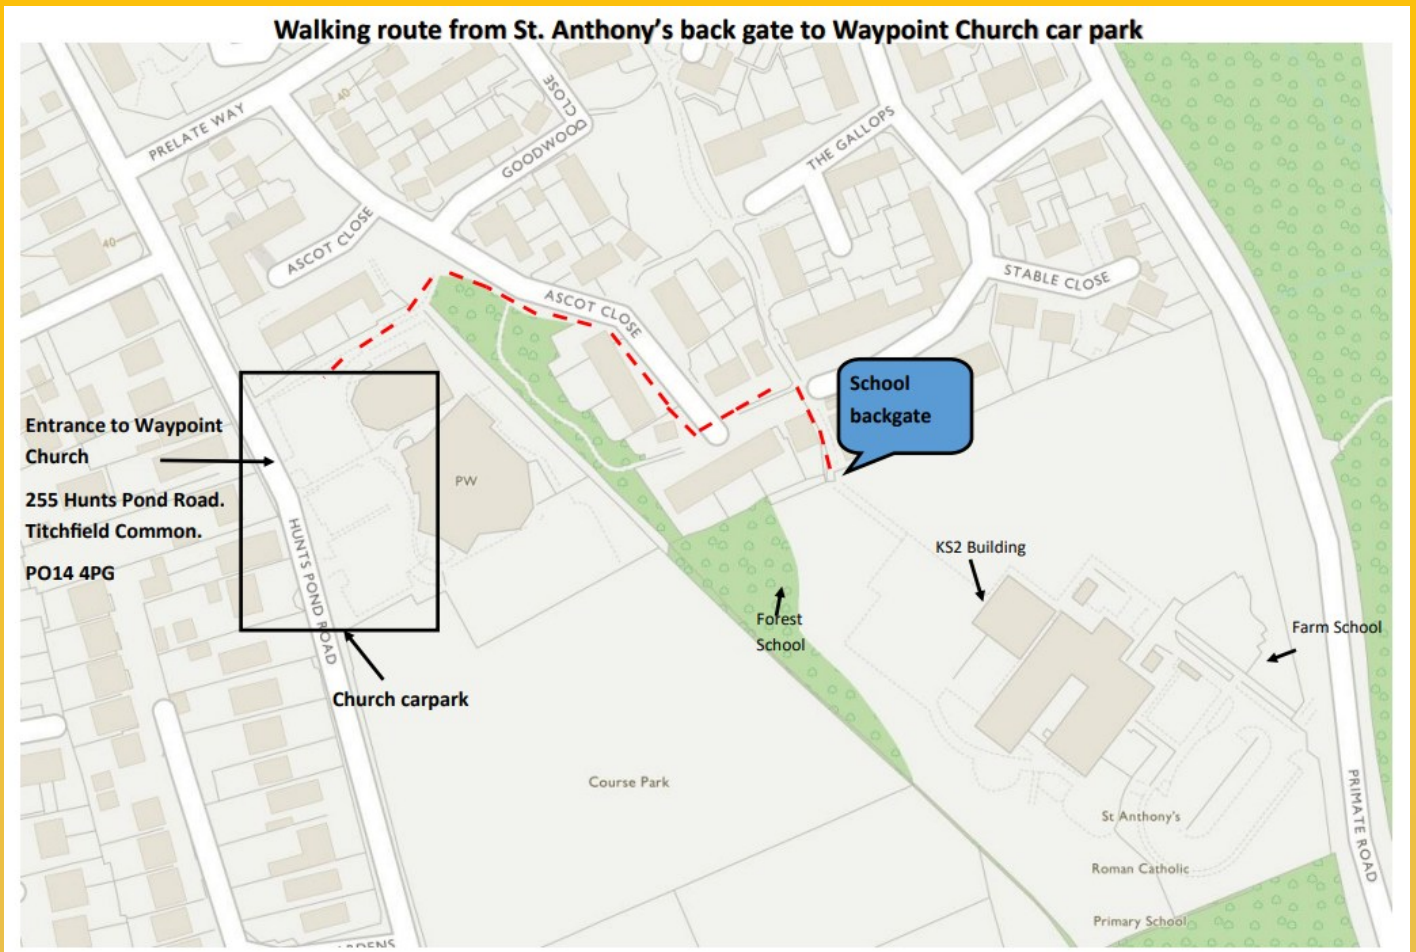 Walking route from St. Anthony's back gate to Waypoint Church car park
PRELATE WAY
GOODWOOD CLOSE
THE GALLOPS
40
40
ASCOT CLOSE
STABLE CLOSE
ASCOT CLOSE
School
backgate
Entrance to Waypoint
Church
255 Hunts Pond Road.
Titchfield Common.
PO14 4PG
PW
HUNTS POND ROAD
KS2 Building
Forest
School
Farm School
Church carpark
Course Park
St Anthony's
Roman Catholic
Primary School
PRIMATE ROAD